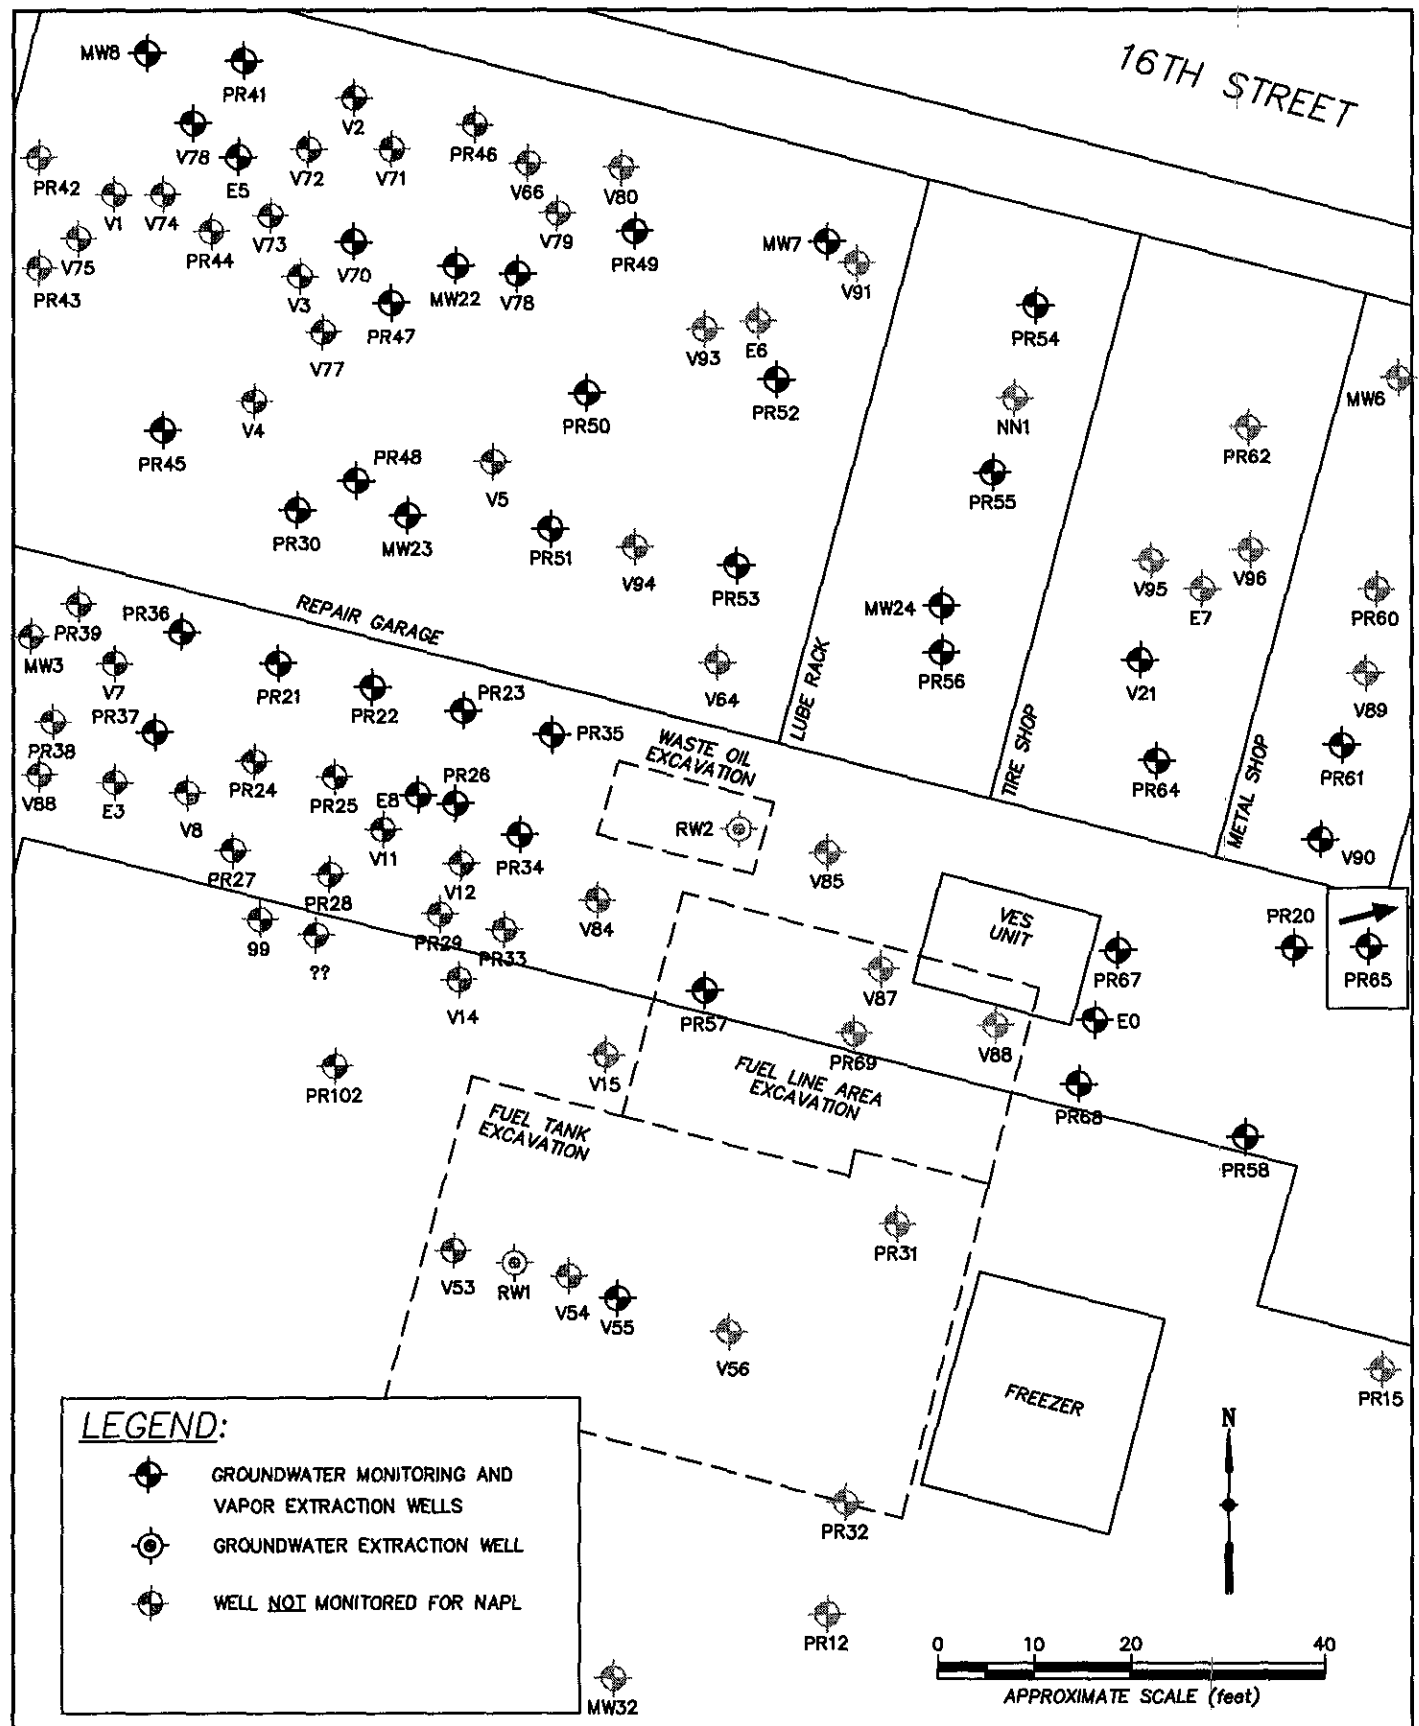 16TH STREET
MW8
PR41
V2
V78
E5
V72
V71
PR46
V66
V80
PR42
V1
V74
PR44
V73
V79
PR49
MW7
V91
V75
PR43
V70
V3
MW22
V78
PR47
V77
V93
E6
PR54
PR52
MW6
V4
PR50
NN1
PR62
PR45
PR48
V5
PR55
PR30
MW23
PR51
V94
PR53
V95
V96
E7
PR60
REPAIR GARAGE
MW24
PR39
PR36
MW3
V7
PR21
PR22
PR23
V64
LUBE RACK
PR56
V21
V89
PR37
PR38
PR35
WASTE OIL
EXCAVATION
TIRE SHOP
METAL SHOP
PR61
PR64
V88
E3
V8
PR24
PR25
E8
PR26
RW2
V11
PR34
V85
V90
PR27
PR28
V12
PR29
PR33
V84
VES
UNIT
PR20
99
??
V14
PR57
V87
PR67
PR65
E0
V88
PR69
V15
PR102
FUEL LINE AREA
EXCAVATION
PR68
FUEL TANK
EXCAVATION
PR58
PR31
V53
RW1
V54
V55
V56
FREEZER
PR15
LEGEND:
GROUNDWATER MONITORING AND
VAPOR EXTRACTION WELLS
GROUNDWATER EXTRACTION WELL
WELL NOT MONITORED FOR NAPL
N
PR32
PR12
MW32
0 10 20 40
APPROXIMATE SCALE (feet)